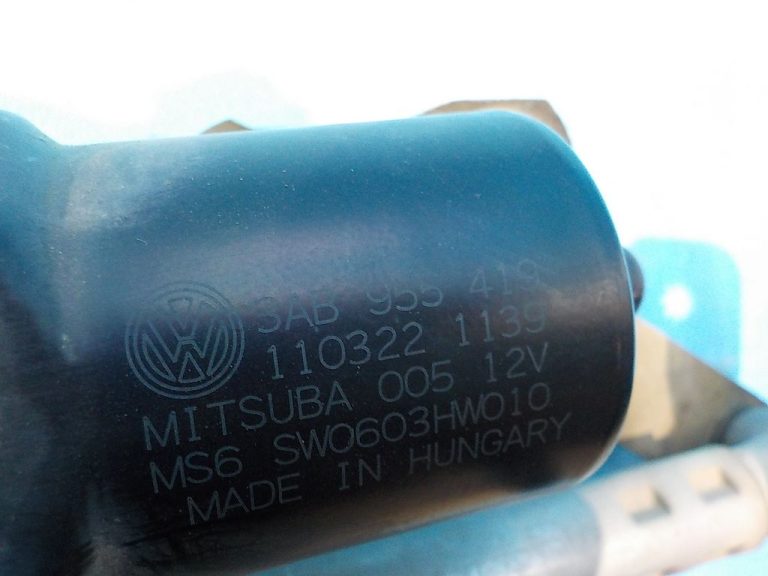 3AB 955 419
110322 1139
MITSUBA 005 12V
MS6 SW0603HW010
MADE IN HUNGARY